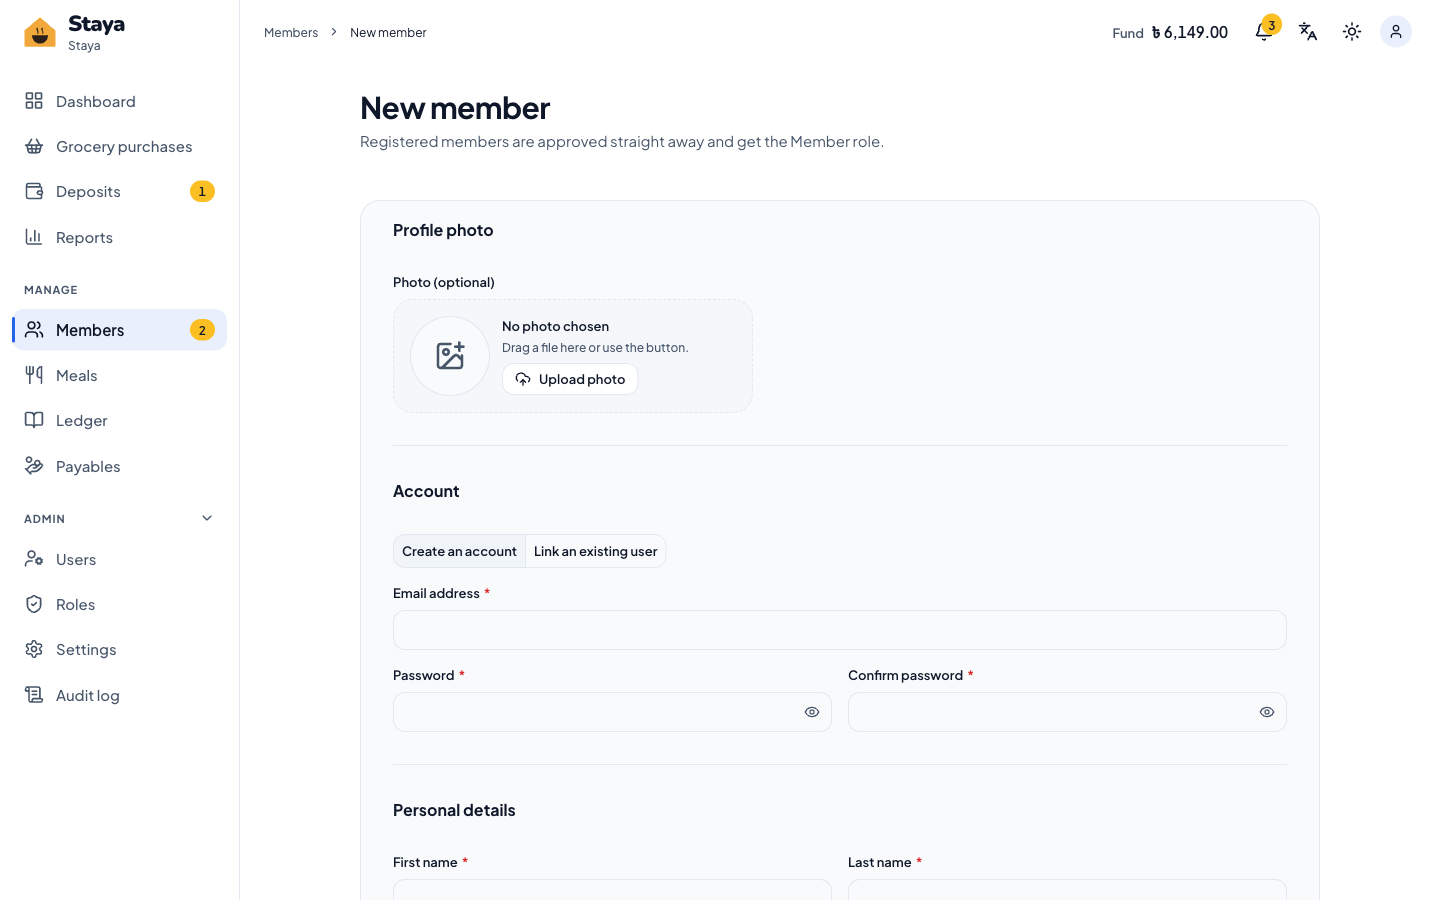 Staya
Staya
Dashboard
Grocery purchases
Deposits 1
Reports
MANAGE
Members 2
Meals
Ledger
Payables
ADMIN
Users
Roles
Settings
Audit log
Members New member
Fund ৳ 6,149.00 3
New member
Registered members are approved straight away and get the Member role.
Profile photo
Photo (optional)
No photo chosen
Drag a file here or use the button.
Upload photo
Account
Create an account Link an existing user
Email address *
Password * Confirm password *
Personal details
First name * Last name *